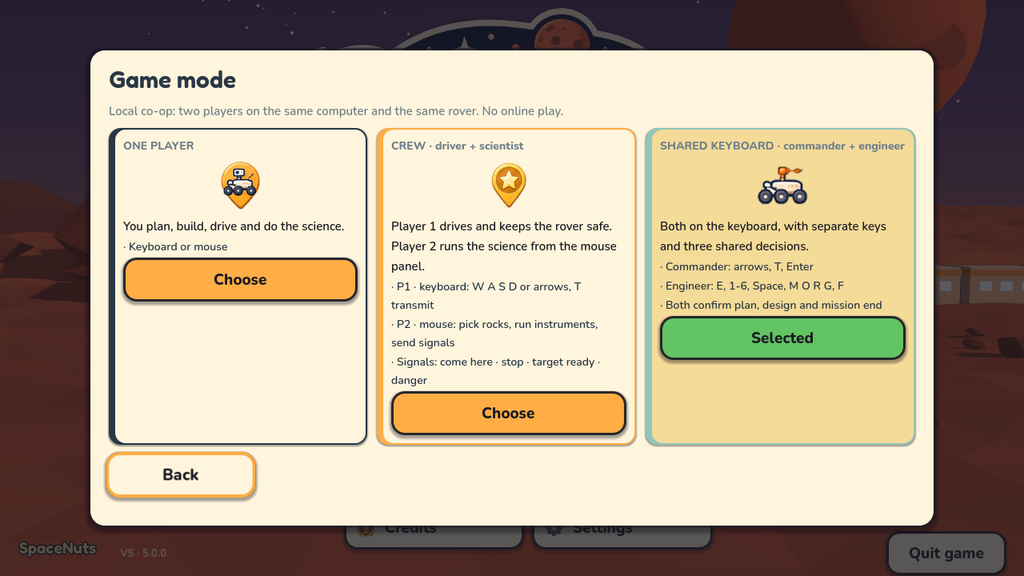 Game mode
Local co-op: two players on the same computer and the same rover. No online play.
ONE PLAYER
You plan, build, drive and do the science.
· Keyboard or mouse
Choose
CREW · driver + scientist
Player 1 drives and keeps the rover safe.
Player 2 runs the science from the mouse
panel.
· P1 · keyboard: W A S D or arrows, T
transmit
· P2 · mouse: pick rocks, run instruments,
send signals
· Signals: come here · stop · target ready ·
danger
Choose
SHARED KEYBOARD · commander + engineer
Both on the keyboard, with separate keys
and three shared decisions.
· Commander: arrows, T, Enter
· Engineer: E, 1-6, Space, M O R G, F
· Both confirm plan, design and mission end
Selected
Back
Credits
Settings
SpaceNuts
V5 · 5.0.0
Quit game